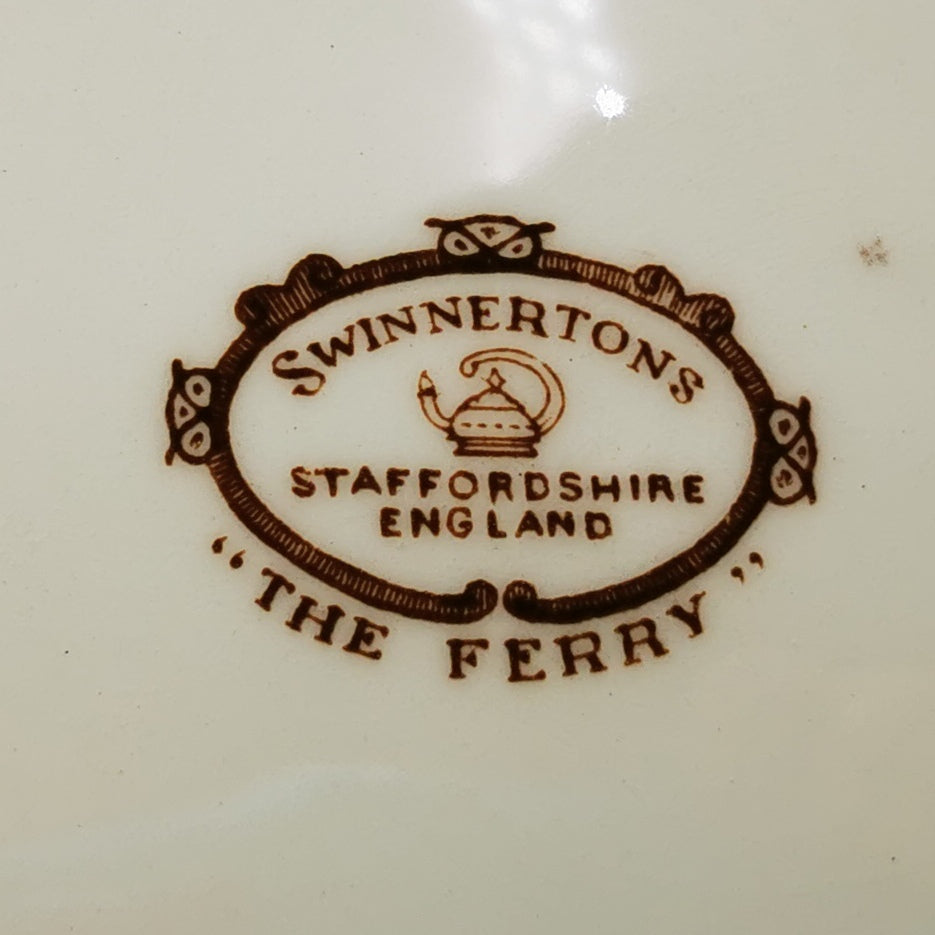 SWINNERTONS
STAFFORDSHIRE
ENGLAND
“THE FERRY”